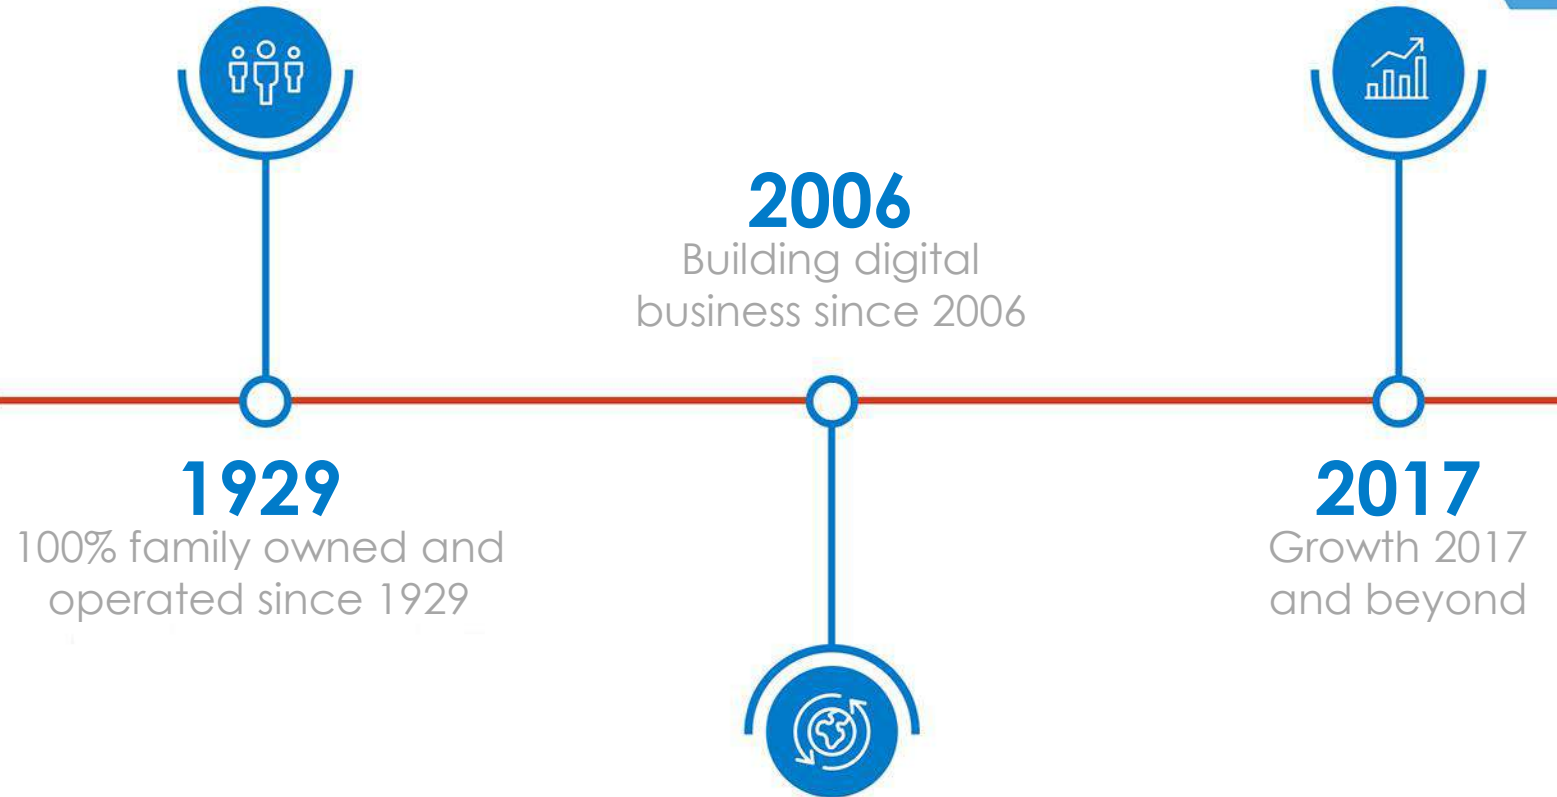 1929
100% family owned and
operated since 1929
2006
Building digital
business since 2006
2017
Growth 2017
and beyond